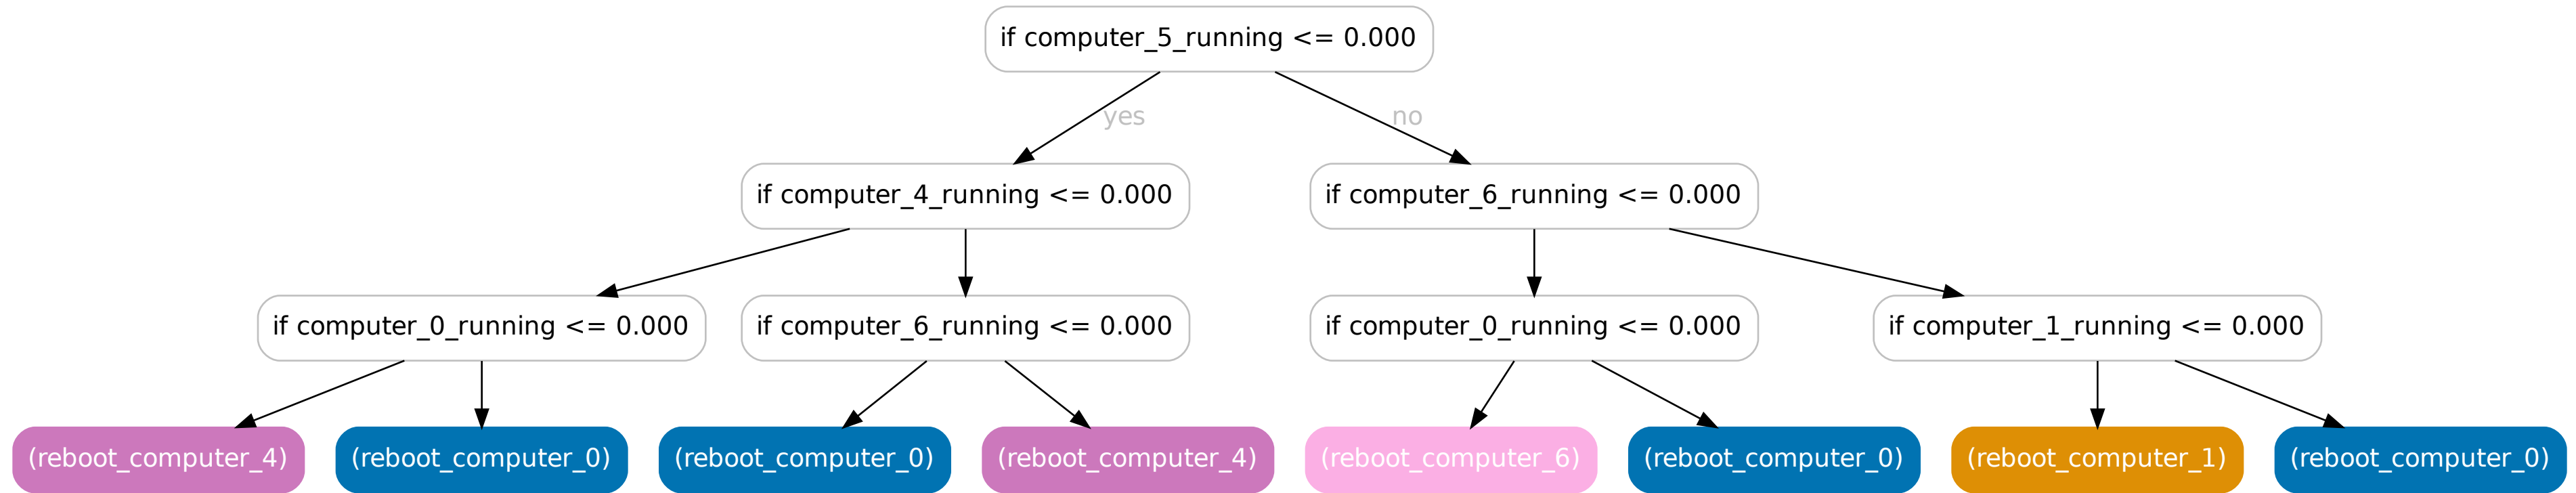 if computer_5_running <= 0.000
yes
no
if computer_4_running <= 0.000
if computer_6_running <= 0.000
if computer_0_running <= 0.000
if computer_6_running <= 0.000
if computer_0_running <= 0.000
if computer_1_running <= 0.000
(reboot_computer_4)
(reboot_computer_0)
(reboot_computer_0)
(reboot_computer_4)
(reboot_computer_6)
(reboot_computer_0)
(reboot_computer_1)
(reboot_computer_0)